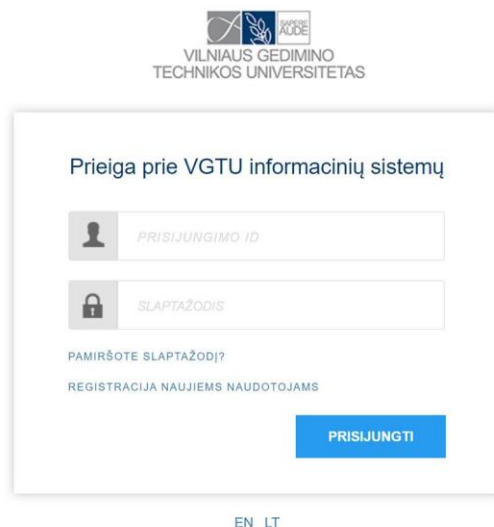 SAPERE
AUDE
VILNIAUS GEDIMINO
TECHNIKOS UNIVERSITETAS
Prieiga prie VGTU informacinių sistemų
PRISIJUNGIMO ID
SLAPTAŽODIS
PAMIRŠOTE SLAPTAŽODĮ?
REGISTRACIJA NAUJIEMS NAUDOTOJAMS
PRISIJUNGTI
EN LT